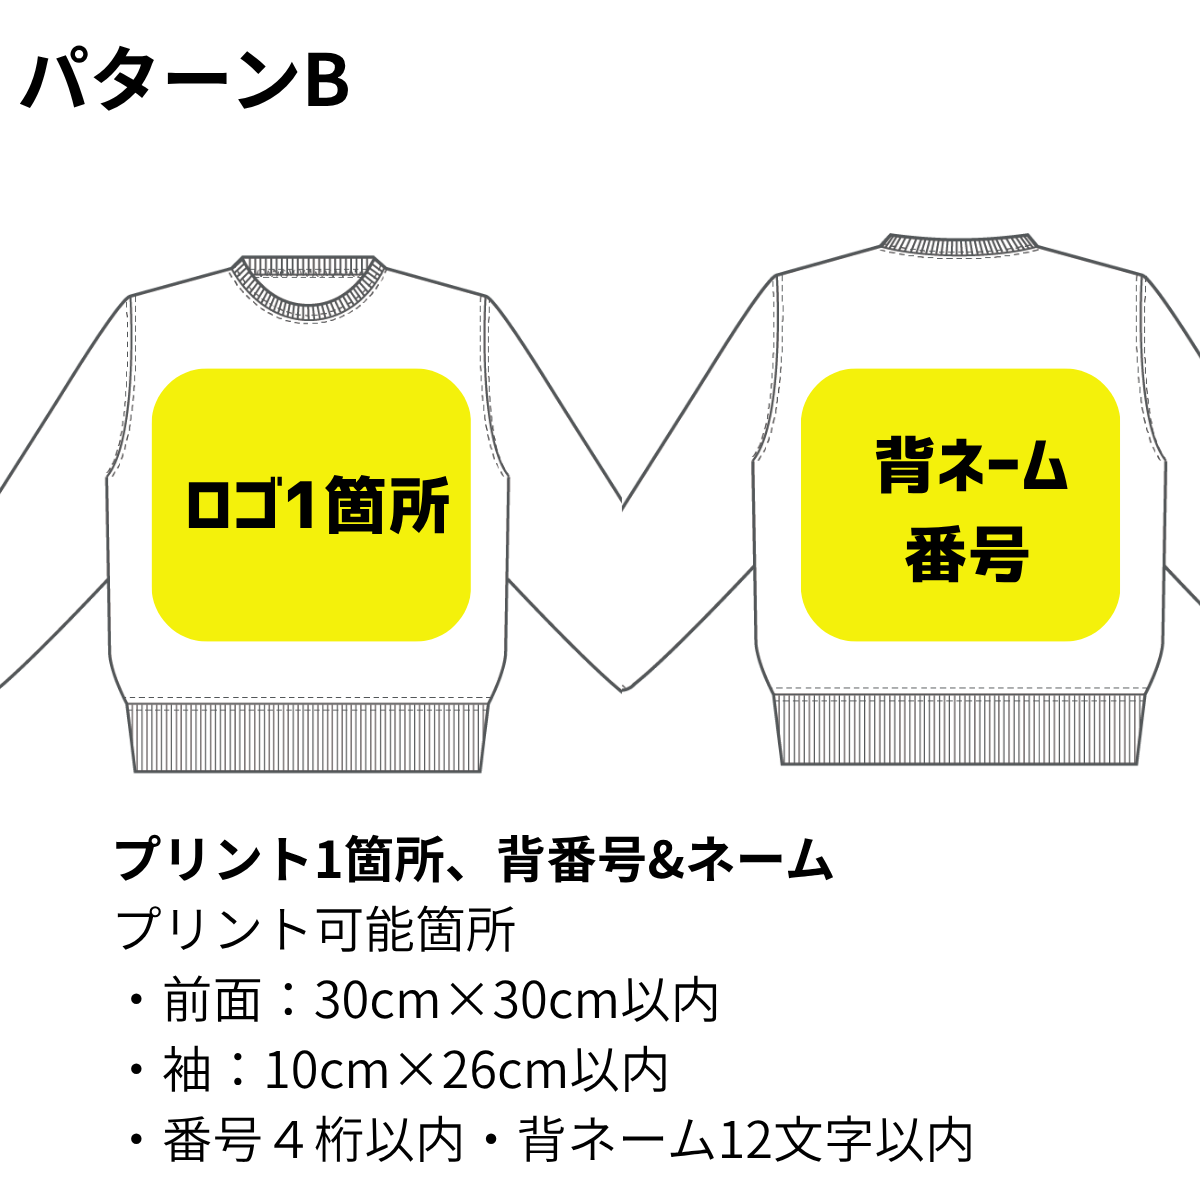 パターンB
ロゴ1箇所
背ネーム
番号
プリント1箇所、背番号&ネーム
プリント可能箇所
・前面：30cm×30cm以内
・袖：10cm×26cm以内
・番号４桁以内・背ネーム12文字以内